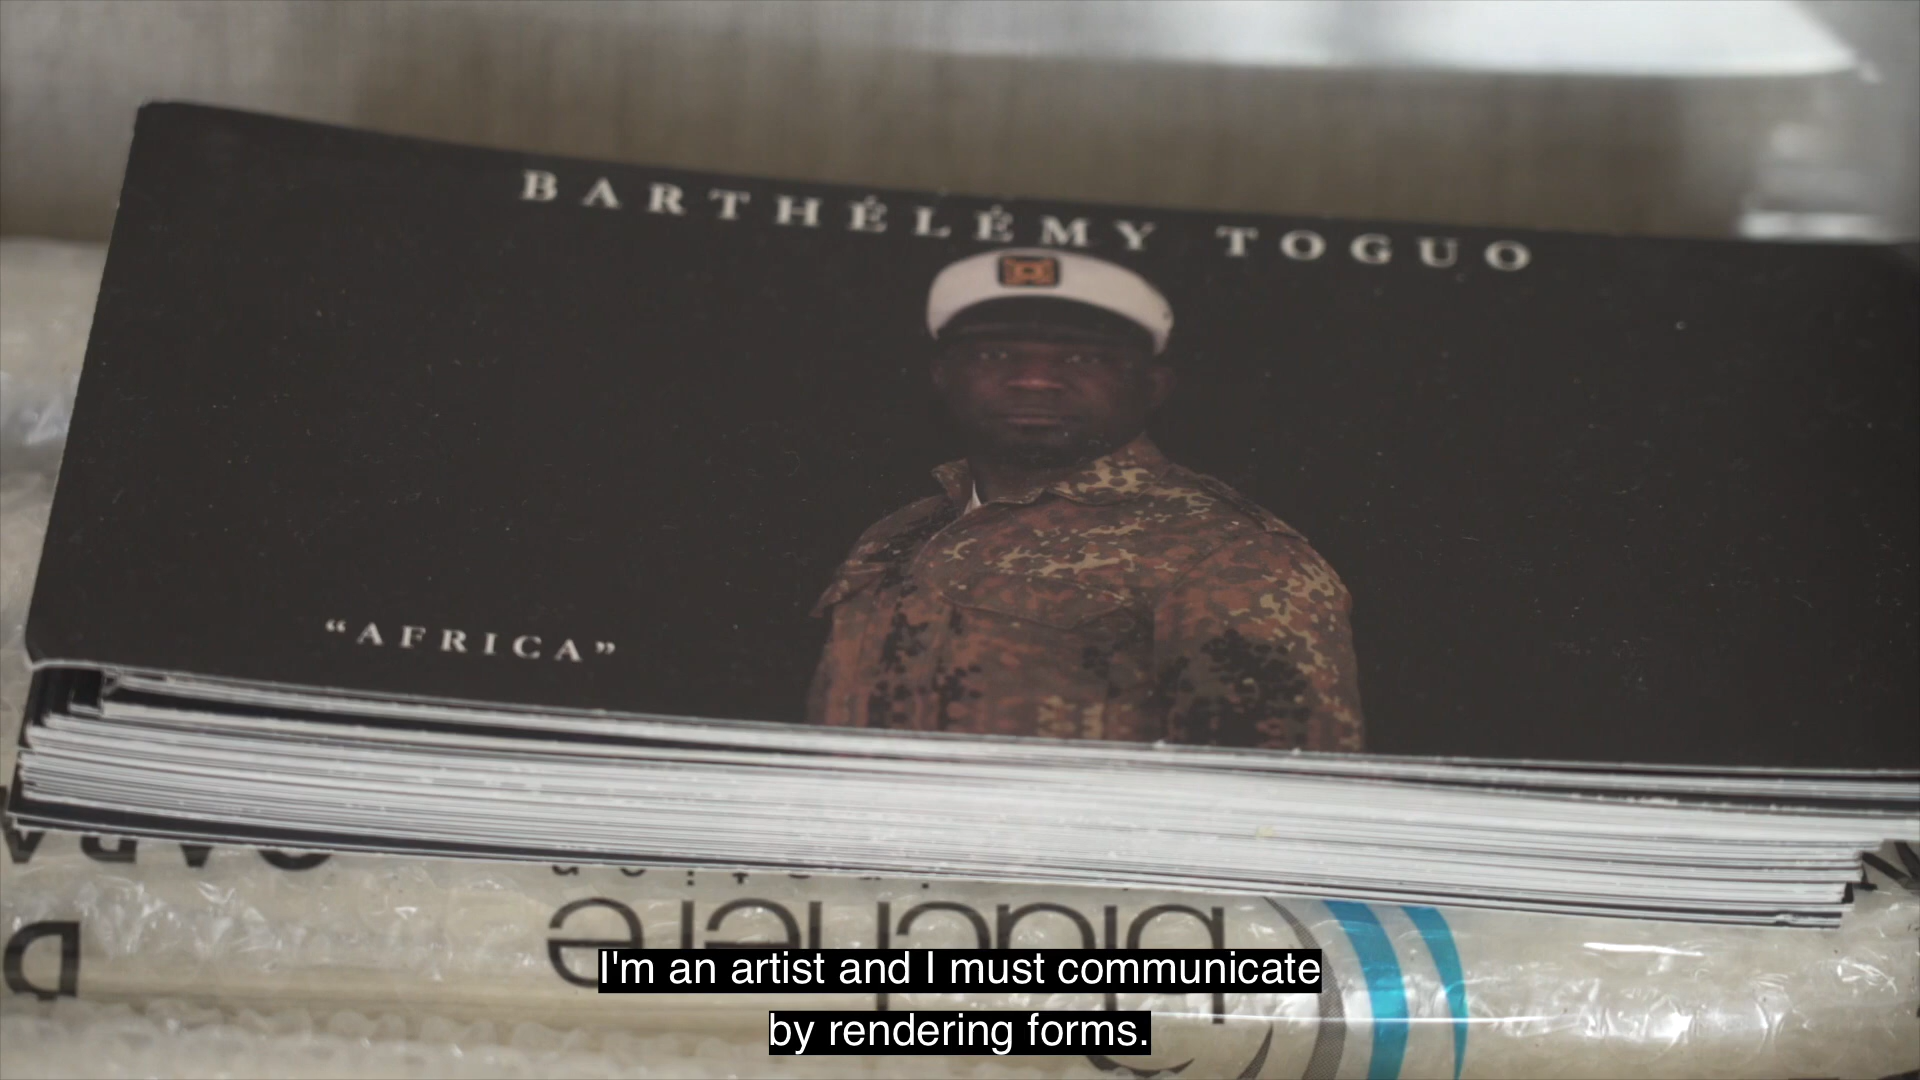 BARTHÉLÉMY TOGUO
“AFRICA”
I'm an artist and I must communicate
by rendering forms.